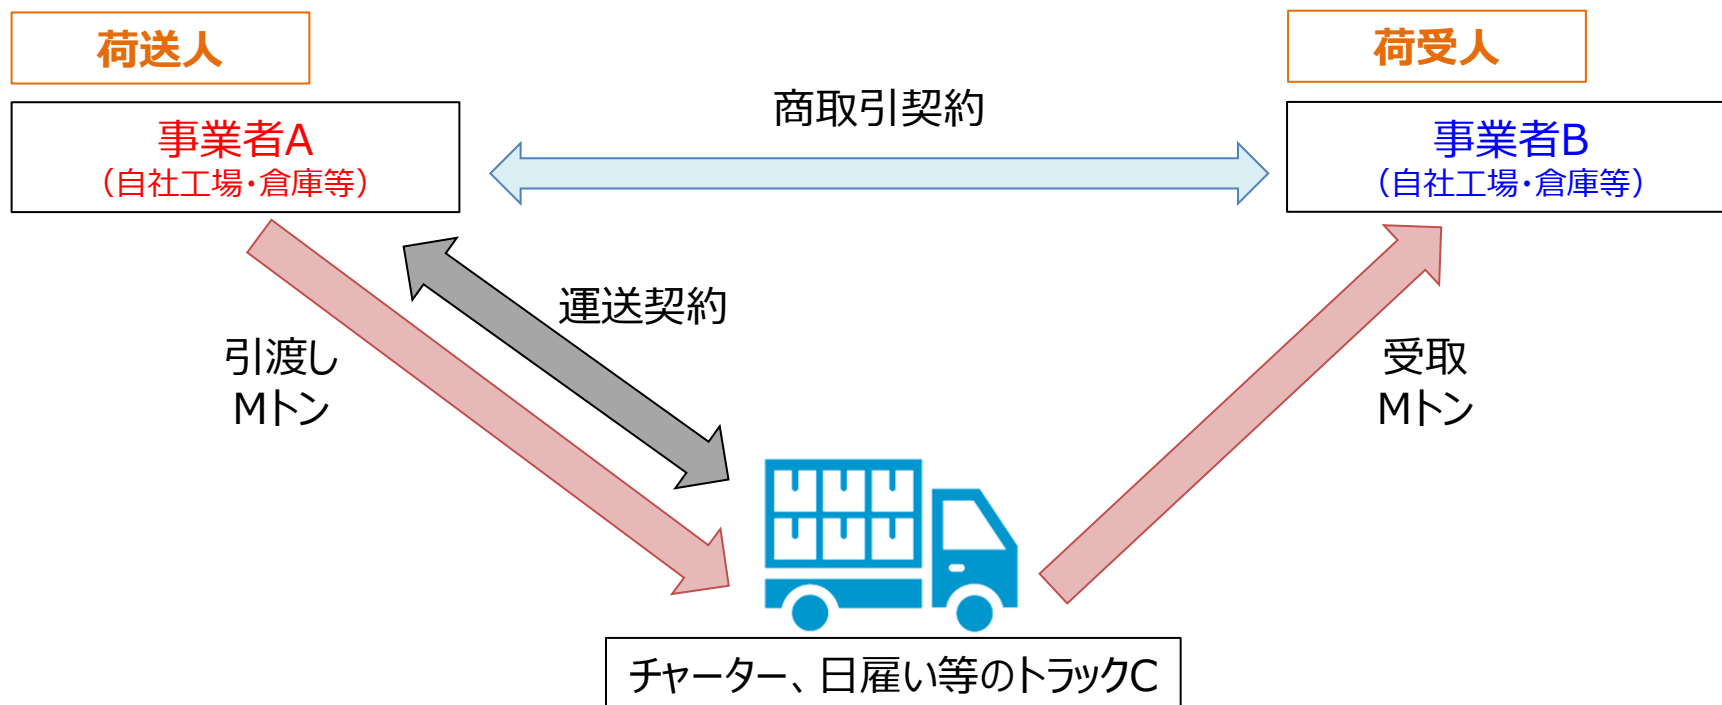 荷送人
荷受人
事業者A
（自社工場・倉庫等）
商取引契約
事業者B
（自社工場・倉庫等）
運送契約
引渡し
Mトン
受取
Mトン
チャーター、日雇い等のトラックC